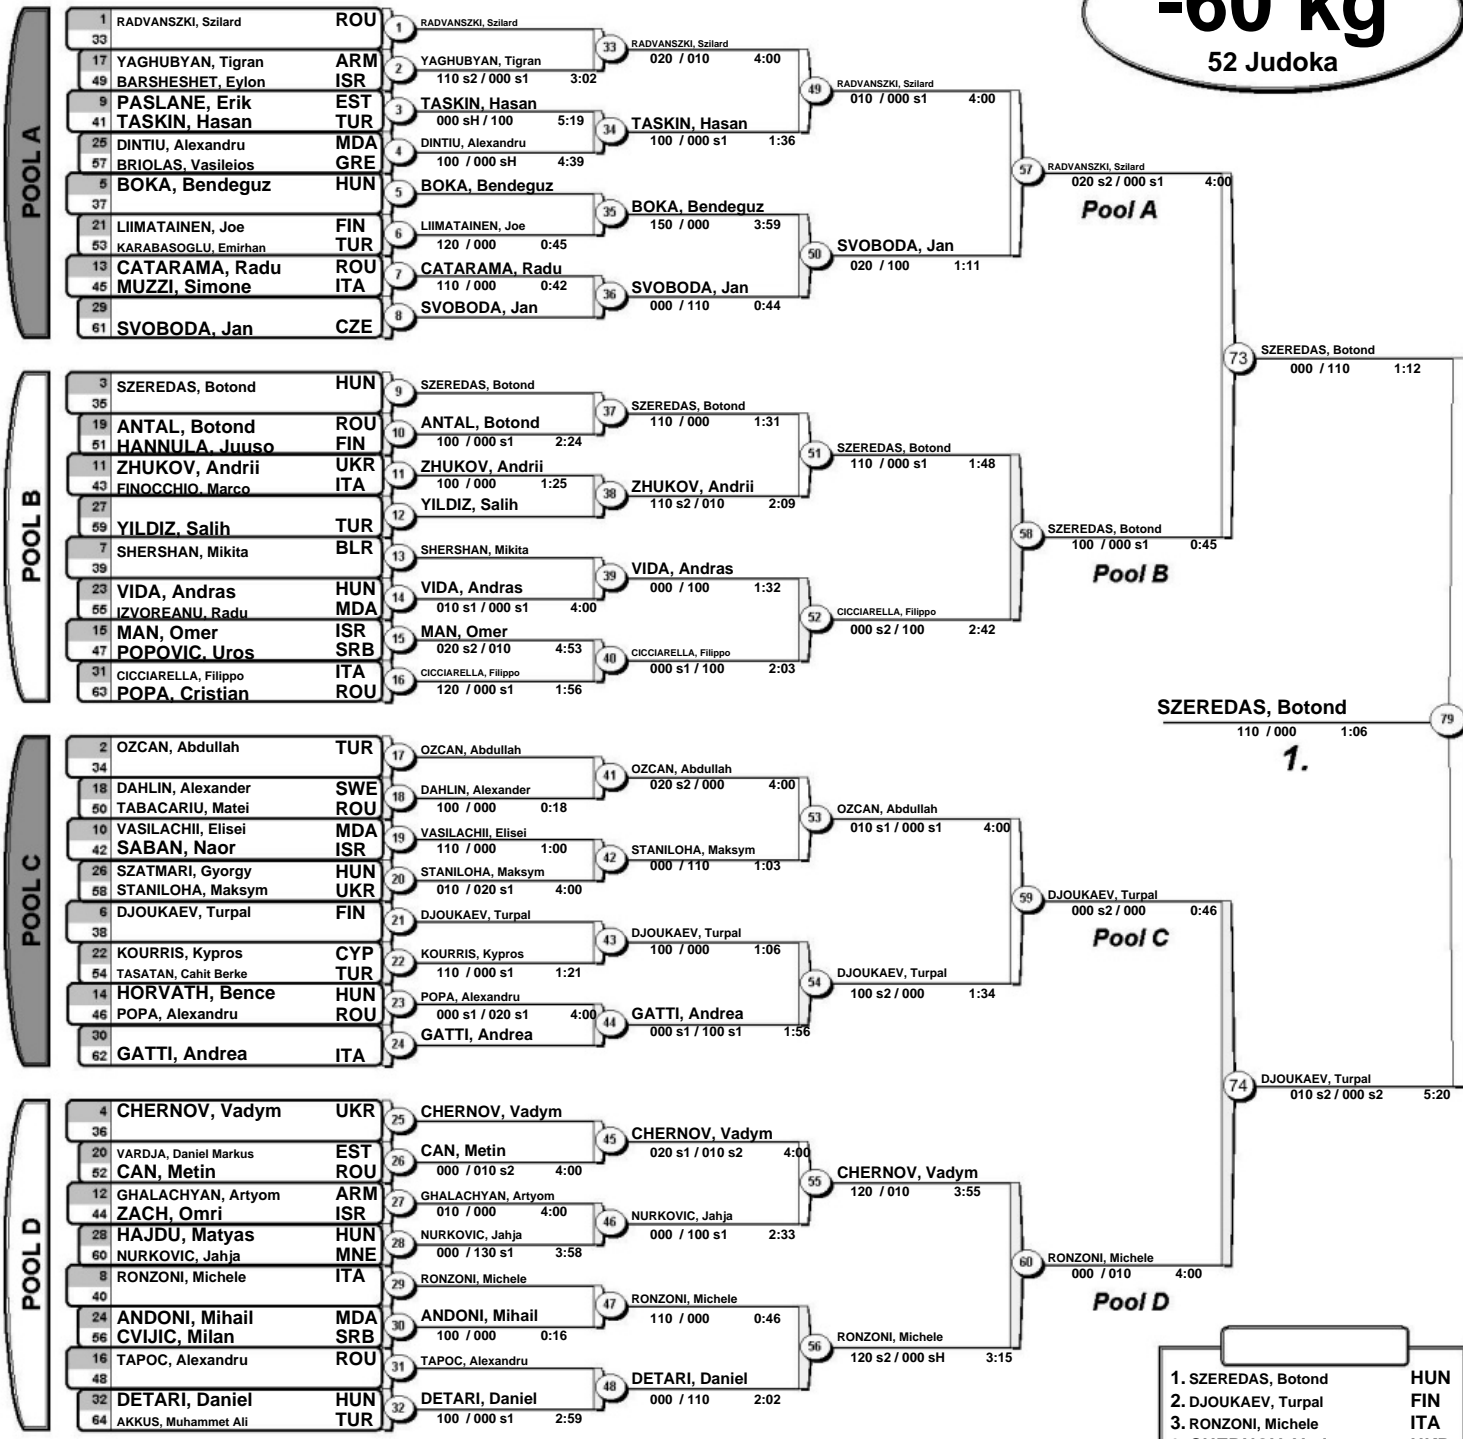 -60 kg
52 Judoka
POOL A
1 RADVANSZKI, Szilard ROU
33
17 YAGHUBYAN, Tigran ARM
49 BARSHESHET, Eylon ISR
9 PASLANE, Erik EST
41 TASKIN, Hasan TUR
25 DINTIU, Alexandru MDA
57 BRIOLAS, Vasileios GRE
5 BOKA, Bendeguz HUN
37
21 LIIMATAINEN, Joe FIN
53 KARABASOGLU, Emirhan TUR
13 CATARAMA, Radu ROU
45 MUZZI, Simone ITA
29
61 SVOBODA, Jan CZE
1 RADVANSZKI, Szilard
2 YAGHUBYAN, Tigran
110 s2 / 000 s1 3:02
3 TASKIN, Hasan
000 sH / 100 5:19
4 DINTIU, Alexandru
100 / 000 sH 4:39
5 BOKA, Bendeguz
6 LIIMATAINEN, Joe
120 / 000 0:45
7 CATARAMA, Radu
110 / 000 0:42
8 SVOBODA, Jan
33 RADVANSZKI, Szilard
020 / 010 4:00
34 TASKIN, Hasan
100 / 000 s1 1:36
35 BOKA, Bendeguz
150 / 000 3:59
36 SVOBODA, Jan
000 / 110 0:44
49 RADVANSZKI, Szilard
010 / 000 s1 4:00
50 SVOBODA, Jan
020 / 100 1:11
57 RADVANSZKI, Szilard
020 s2 / 000 s1 4:00
Pool A
POOL B
3 SZEREDAS, Botond HUN
35
19 ANTAL, Botond ROU
51 HANNULA, Juuso FIN
11 ZHUKOV, Andrii UKR
43 FINOCCHIO, Marco ITA
27
59 YILDIZ, Salih TUR
7 SHERSHAN, Mikita BLR
39
23 VIDA, Andras HUN
55 IZVOREANU, Radu MDA
15 MAN, Omer ISR
47 POPOVIC, Uros SRB
31 CICCIARELLA, Filippo ITA
63 POPA, Cristian ROU
9 SZEREDAS, Botond
10 ANTAL, Botond
100 / 000 s1 2:24
11 ZHUKOV, Andrii
100 / 000 1:25
12 YILDIZ, Salih
13 SHERSHAN, Mikita
14 VIDA, Andras
010 s1 / 000 s1 4:00
15 MAN, Omer
020 s2 / 010 4:53
16 CICCIARELLA, Filippo
120 / 000 s1 1:56
37 SZEREDAS, Botond
110 / 000 1:31
38 ZHUKOV, Andrii
110 s2 / 010 2:09
39 VIDA, Andras
000 / 100 1:32
40 CICCIARELLA, Filippo
000 s1 / 100 2:03
51 SZEREDAS, Botond
110 / 000 s1 1:48
52 CICCIARELLA, Filippo
000 s2 / 100 2:42
58 SZEREDAS, Botond
100 / 000 s1 0:45
Pool B
73 SZEREDAS, Botond
000 / 110 1:12
SZEREDAS, Botond 79
110 / 000 1:06
1.
POOL C
2 OZCAN, Abdullah TUR
34
18 DAHLIN, Alexander SWE
50 TABACARIU, Matei ROU
10 VASILACHII, Elisei MDA
42 SABAN, Naor ISR
26 SZATMARI, Gyorgy HUN
58 STANILOHA, Maksym UKR
6 DJOUKAEV, Turpal FIN
38
22 KOURRIS, Kypros CYP
54 TASATAN, Cahit Berke TUR
14 HORVATH, Bence HUN
46 POPA, Alexandru ROU
30
62 GATTI, Andrea ITA
17 OZCAN, Abdullah
18 DAHLIN, Alexander
100 / 000 0:18
19 VASILACHII, Elisei
110 / 000 1:00
20 STANILOHA, Maksym
010 / 020 s1 4:00
21 DJOUKAEV, Turpal
22 KOURRIS, Kypros
110 / 000 s1 1:21
23 POPA, Alexandru
000 s1 / 020 s1 4:00
24 GATTI, Andrea
41 OZCAN, Abdullah
020 s2 / 000 4:00
42 STANILOHA, Maksym
000 / 110 1:03
43 DJOUKAEV, Turpal
100 / 000 1:06
44 GATTI, Andrea
000 s1 / 100 s1 1:56
53 OZCAN, Abdullah
010 s1 / 000 s1 4:00
54 DJOUKAEV, Turpal
100 s2 / 000 1:34
59 DJOUKAEV, Turpal
000 s2 / 000 0:46
Pool C
74 DJOUKAEV, Turpal
010 s2 / 000 s2 5:20
POOL D
4 CHERNOV, Vadym UKR
36
20 VARDJA, Daniel Markus EST
52 CAN, Metin ROU
12 GHALACHYAN, Artyom ARM
44 ZACH, Omri ISR
28 HAJDU, Matyas HUN
60 NURKOVIC, Jahja MNE
8 RONZONI, Michele ITA
40
24 ANDONI, Mihail MDA
56 CVIJIC, Milan SRB
16 TAPOC, Alexandru ROU
48
32 DETARI, Daniel HUN
64 AKKUS, Muhammet Ali TUR
25 CHERNOV, Vadym
26 CAN, Metin
000 / 010 s2 4:00
27 GHALACHYAN, Artyom
010 / 000 4:00
28 NURKOVIC, Jahja
000 / 130 s1 3:58
29 RONZONI, Michele
30 ANDONI, Mihail
100 / 000 0:16
31 TAPOC, Alexandru
32 DETARI, Daniel
100 / 000 s1 2:59
45 CHERNOV, Vadym
020 s1 / 010 s2 4:00
46 NURKOVIC, Jahja
000 / 100 s1 2:33
47 RONZONI, Michele
110 / 000 0:46
48 DETARI, Daniel
000 / 110 2:02
55 CHERNOV, Vadym
120 / 010 3:55
56 RONZONI, Michele
120 s2 / 000 sH 3:15
60 RONZONI, Michele
000 / 010 4:00
Pool D
1. SZEREDAS, Botond HUN
2. DJOUKAEV, Turpal FIN
3. RONZONI, Michele ITA